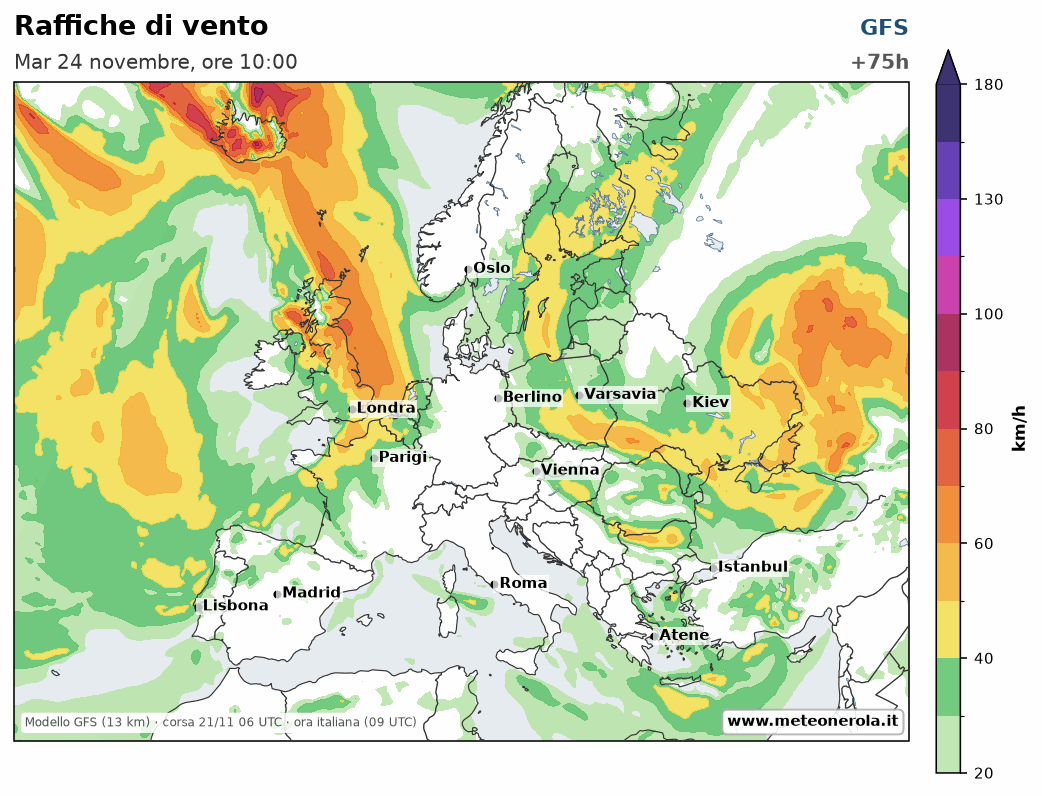 Raffiche di vento
GFS
Mar 24 novembre, ore 10:00
+75h
180
130
100
80
60
40
20
km/h
Oslo
Berlino
Varsavia
Kiev
Londra
Parigi
Vienna
Istanbul
Roma
Madrid
Lisbona
Atene
Modello GFS (13 km) · corsa 21/11 06 UTC · ora italiana (09 UTC)
www.meteonerola.it